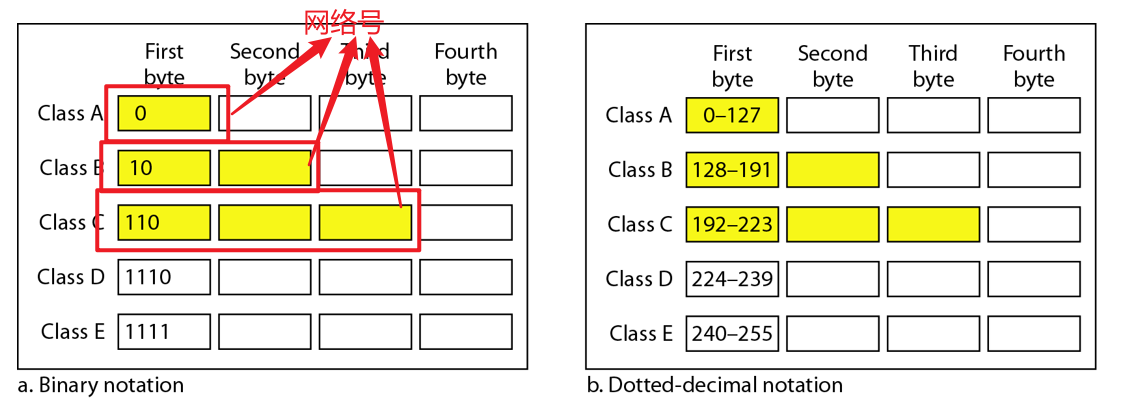 网络号
First byte Second byte Third byte Fourth byte
Class A 0
Class B 10
Class C 110
Class D 1110
Class E 1111
a. Binary notation
First byte Second byte Third byte Fourth byte
Class A 0–127
Class B 128–191
Class C 192–223
Class D 224–239
Class E 240–255
b. Dotted-decimal notation